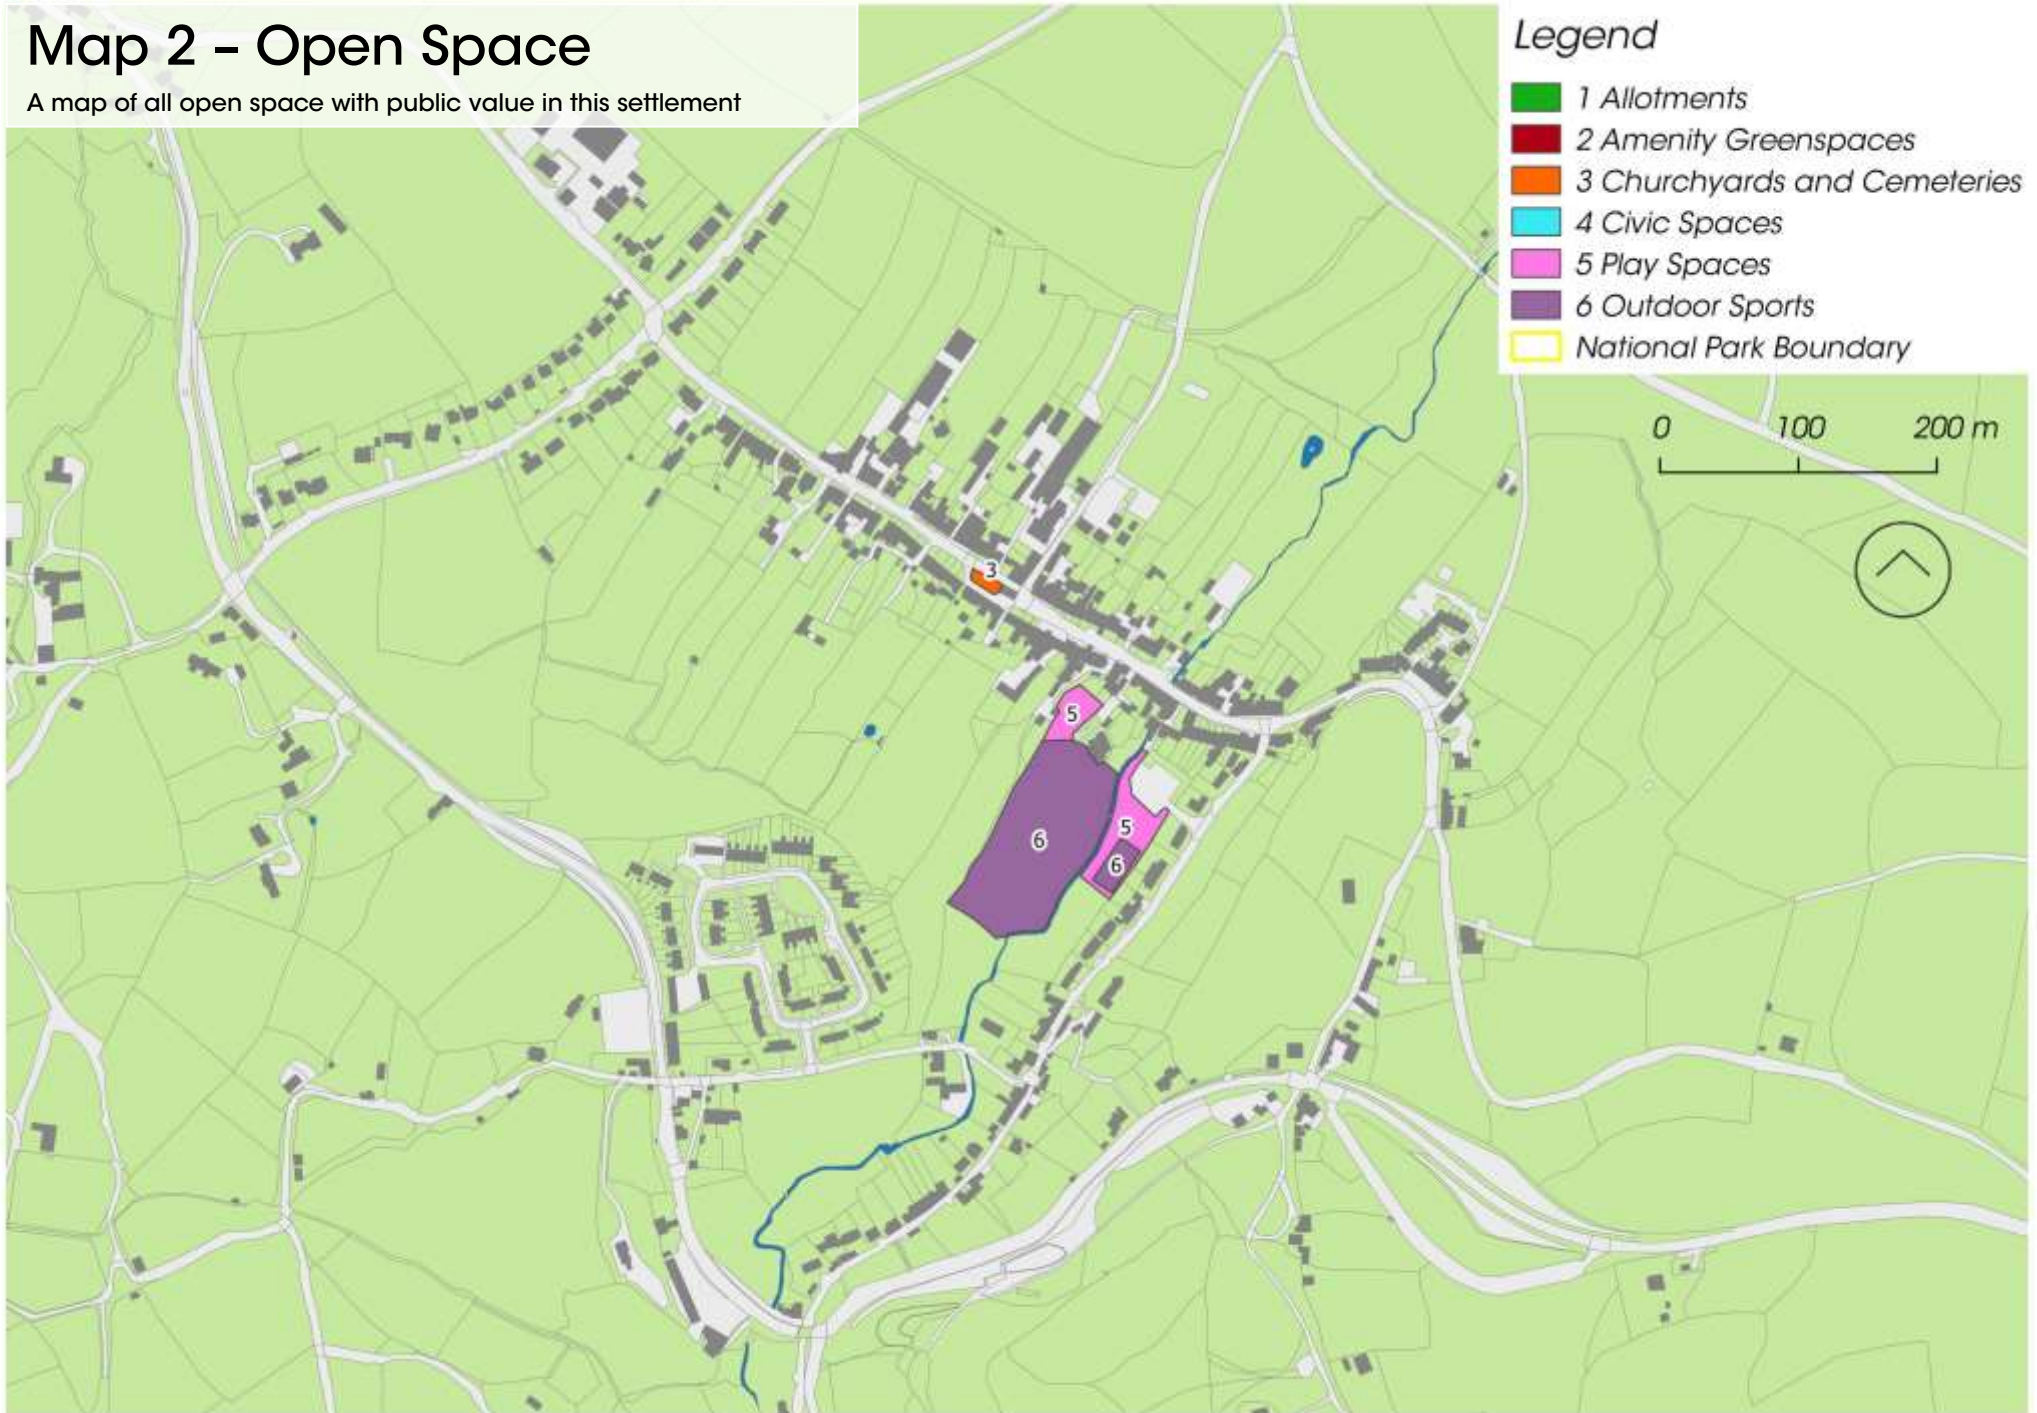 Map 2 – Open Space
A map of all open space with public value in this settlement
Legend
1 Allotments
2 Amenity Greenspaces
3 Churchyards and Cemeteries
4 Civic Spaces
5 Play Spaces
6 Outdoor Sports
National Park Boundary
0 100 200 m
3
5
6
5
6